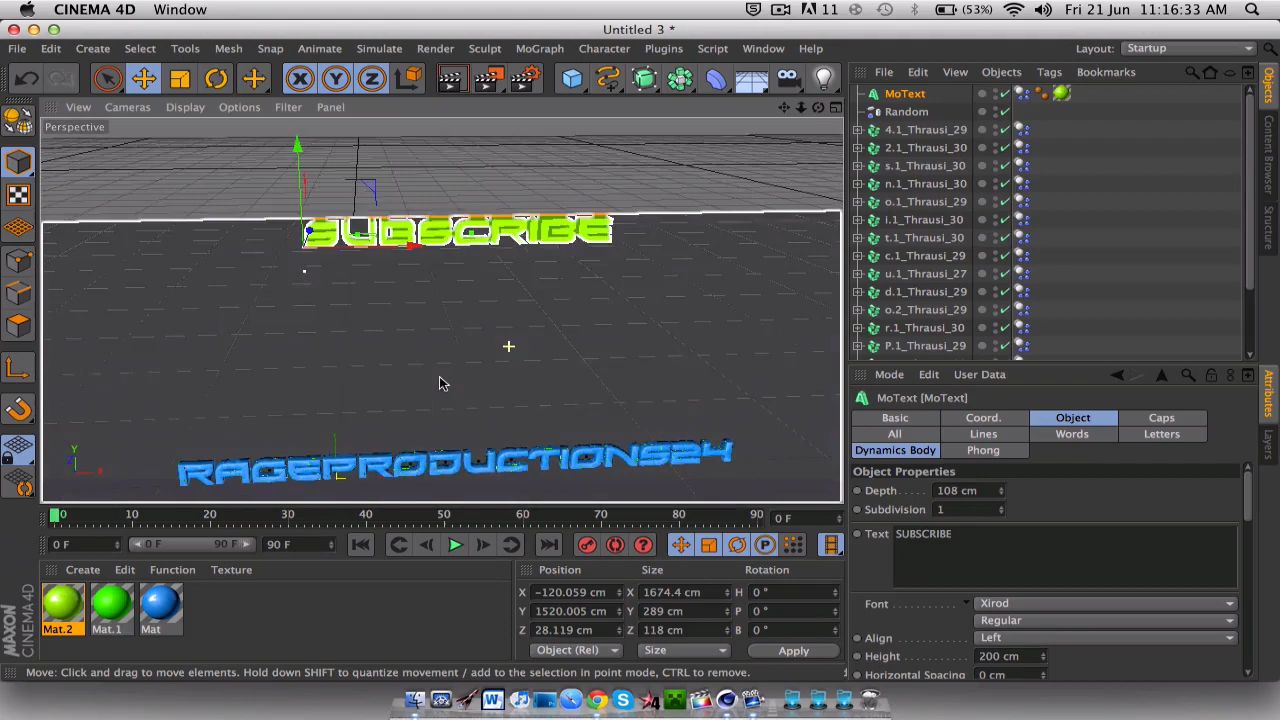 CINEMA 4D Window 11 (53%) Fri 21 Jun 11:16:33 AM
Untitled 3 *
File Edit Create Select Tools Mesh Snap Animate Simulate Render Sculpt MoGraph Character Plugins Script Window Help Layout: Startup
X Y Z
File Edit View Objects Tags Bookmarks
View Cameras Display Options Filter Panel
Perspective
MoText
Random
4.1_Thrausi_29
2.1_Thrausi_30
s.1_Thrausi_30
n.1_Thrausi_30
o.1_Thrausi_29
i.1_Thrausi_30
t.1_Thrausi_30
c.1_Thrausi_29
u.1_Thrausi_27
d.1_Thrausi_29
o.2_Thrausi_29
r.1_Thrausi_30
P.1_Thrausi_29
Objects
Content Browser
Structure
SUBSCRIBE
RAGEPRODUCTIONS24
Y
X
Mode Edit User Data
MoText [MoText]
Basic Coord. Object Caps
All Lines Words Letters
Dynamics Body Phong
Object Properties
Depth 108 cm
Subdivision 1
Text SUBSCRIBE
Font Xirod
Regular
Align Left
Height 200 cm
Horizontal Spacing 0 cm
Attributes
Layers
0 10 20 30 40 50 60 70 80 90 0 F
0 F 0 F 90 F 90 F
P
Create Edit Function Texture
Mat.2 Mat.1 Mat
Position Size Rotation
X -120.059 cm X 1674.4 cm H 0 °
Y 1520.005 cm Y 289 cm P 0 °
Z 28.119 cm Z 118 cm B 0 °
Object (Rel) Size Apply
MAXON CINEMA 4D
Move: Click and drag to move elements. Hold down SHIFT to quantize movement / add to the selection in point mode, CTRL to remove.